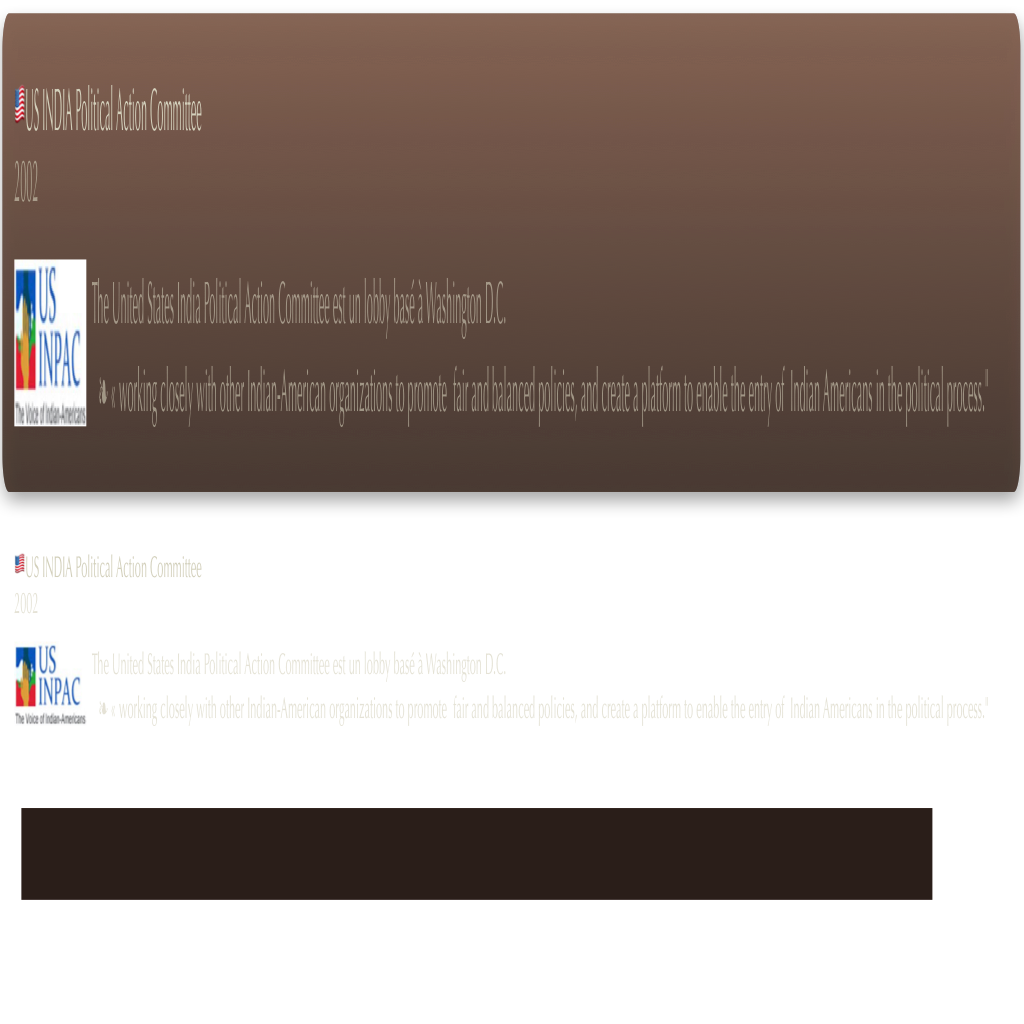 US INDIA Political Action Committee
2002
US
INPAC
The Voice of Indian-Americans
The United States India Political Action Committee est un lobby basé à Washington D.C.
« working closely with other Indian-American organizations to promote fair and balanced policies, and create a platform to enable the entry of Indian Americans in the political process."
US INDIA Political Action Committee
2002
US
INPAC
The Voice of Indian-Americans
The United States India Political Action Committee est un lobby basé à Washington D.C.
« working closely with other Indian-American organizations to promote fair and balanced policies, and create a platform to enable the entry of Indian Americans in the political process."